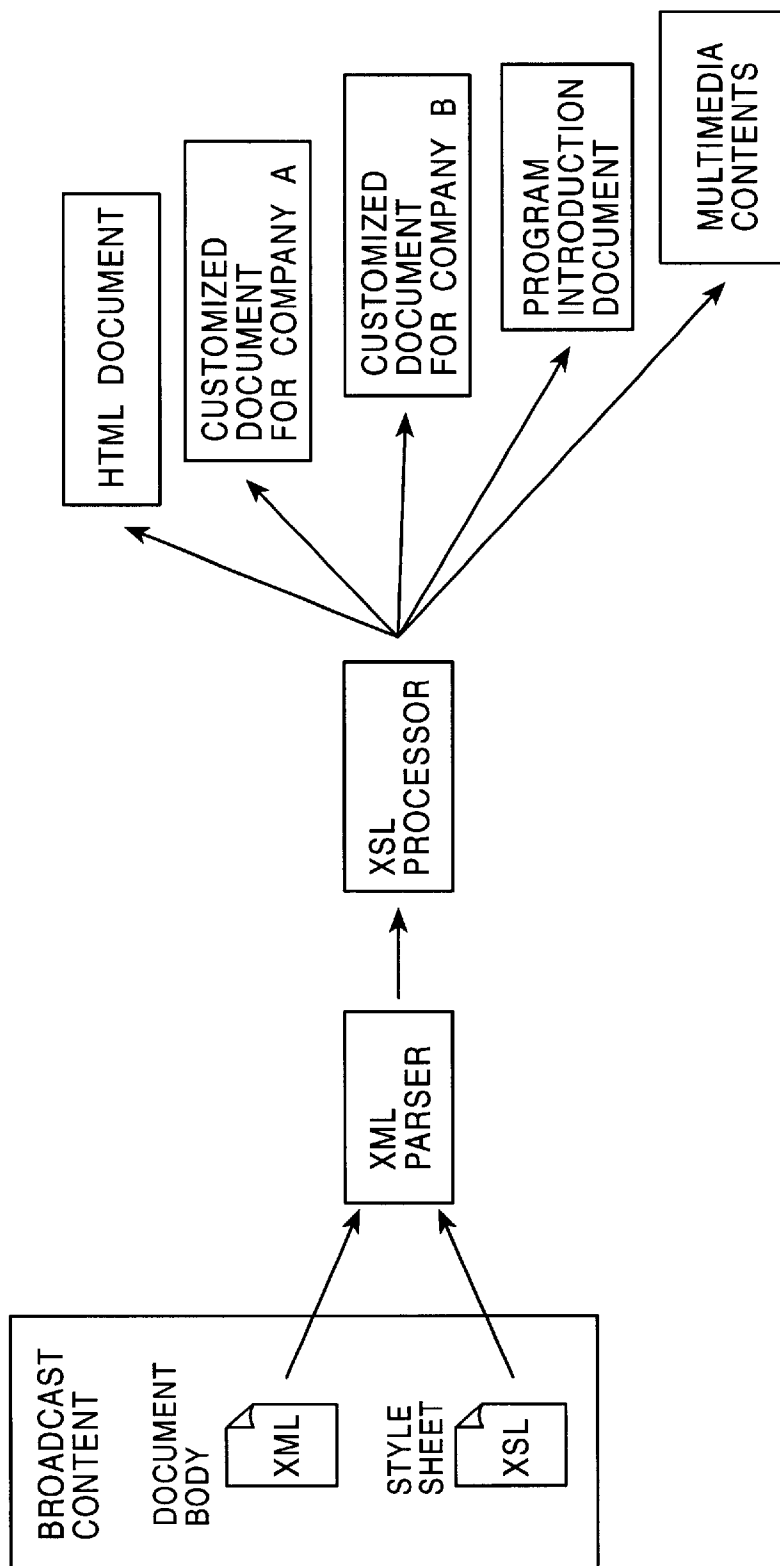 BROADCAST
CONTENT
DOCUMENT
BODY
XML
STYLE
SHEET
XSL
XML
PARSER
XSL
PROCESSOR
HTML DOCUMENT
CUSTOMIZED
DOCUMENT
FOR COMPANY A
CUSTOMIZED
DOCUMENT
FOR COMPANY B
PROGRAM
INTRODUCTION
DOCUMENT
MULTIMEDIA
CONTENTS